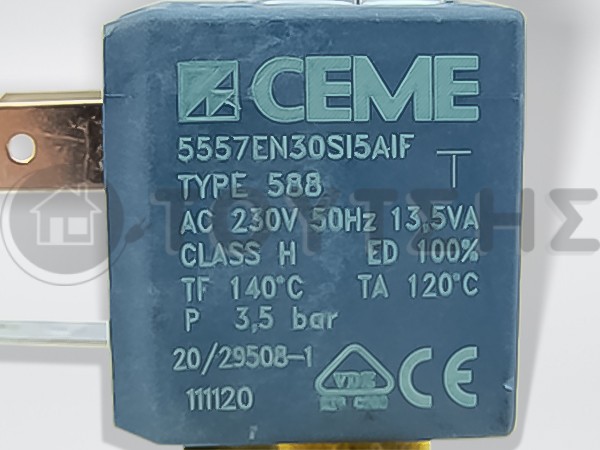 CEME
5557EN30SI5AIF
TYPE 588
AC 230V 50Hz 13,5VA
CLASS H ED 100%
TF 140°C TA 120°C
P 3,5 bar
20/29508-1
111120
VDE
CE
ΤΟΥΤΣΗΣ